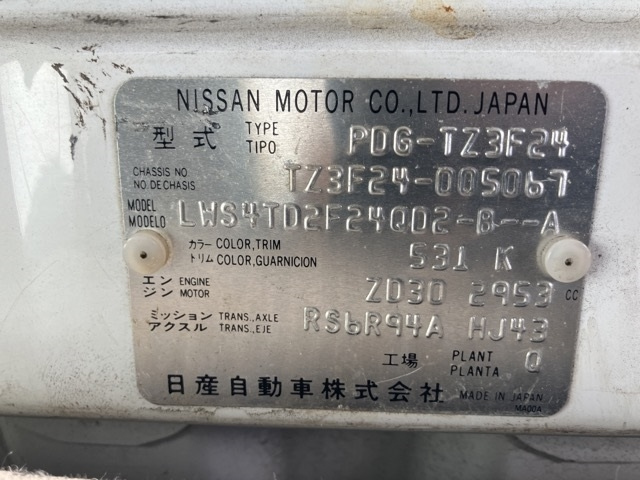 NISSAN MOTOR CO.,LTD.JAPAN
型式 TYPE TIPO PDG-TZ3F24
CHASSIS NO. NO.DE CHASIS TZ3F24-005067
MODEL MODELO LWS4TD2F24QD2-B--A
カラー COLOR,TRIM
トリム COLOR,GUARNICION 531 K
エンジン ENGINE MOTOR ZD30 2953 CC
ミッション TRANS.,AXLE
アクスル TRANS.,EJE RS6R94A HJ43
工場 PLANT PLANTA Q
日産自動車株式会社 MADE IN JAPAN
MA00A